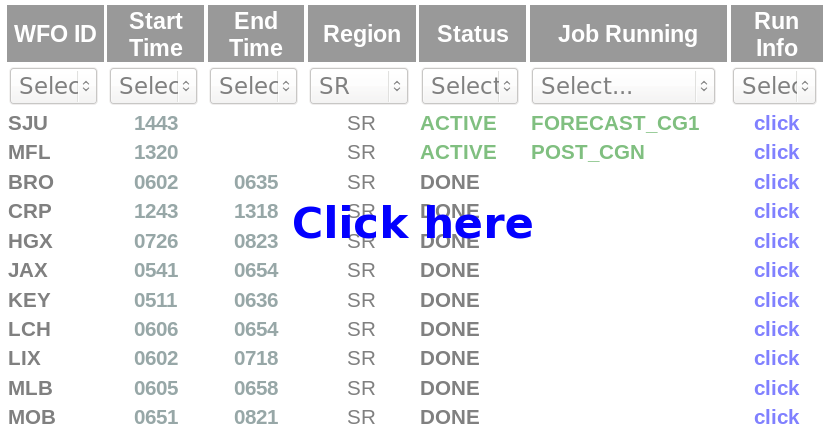 WFO ID Start Time End Time Region Status Job Running Run Info
Selec Selec Selec SR Select Select... Selec
SJU 1443 SR ACTIVE FORECAST_CG1 click
MFL 1320 SR ACTIVE POST_CGN click
BRO 0602 0635 SR DONE click
CRP 1243 1318 SR DONE click
Click here
HGX 0726 0823 SR DONE click
JAX 0541 0654 SR DONE click
KEY 0511 0636 SR DONE click
LCH 0606 0654 SR DONE click
LIX 0602 0718 SR DONE click
MLB 0605 0658 SR DONE click
MOB 0651 0821 SR DONE click